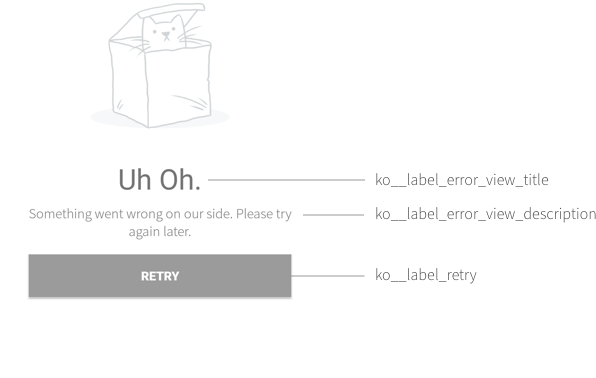 Uh Oh.
ko__label_error_view_title
Something went wrong on our side. Please try
again later.
ko__label_error_view_description
RETRY
ko__label_retry